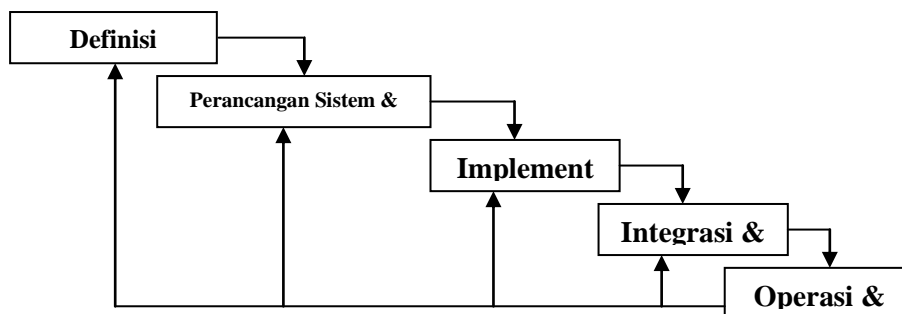 Definisi
Perancangan Sistem &
Implement
Integrasi &
Operasi &